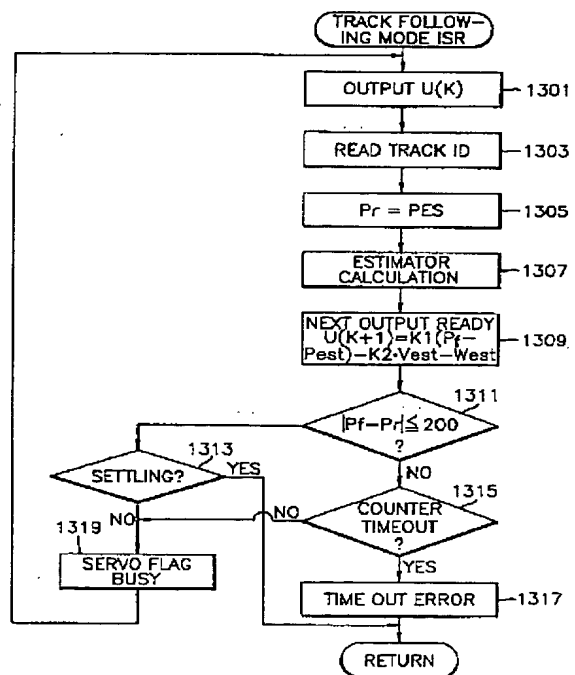 TRACK FOLLOW-
ING MODE ISR
OUTPUT U(K)
1301
READ TRACK ID
1303
Pr = PES
1305
ESTIMATOR
CALCULATION
1307
NEXT OUTPUT READY
U(K+1)=K1(Pf-
Pest)-K2·Vest-West
1309
1311
|Pf-Pr|≦200
?
1313
SETTLING?
YES
NO
1315
COUNTER
TIMEOUT
?
NO
NO
1319
SERVO FLAG
BUSY
YES
TIME OUT ERROR
1317
RETURN